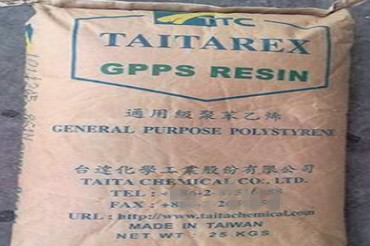 TTC
TAITAREX
GPPS RESIN
通用級聚苯乙烯
GENERAL PURPOSE POLYSTYRENE
台達化學工業股份有限公司
TAITA CHEMICAL CO., LTD.
TEL :
FAX :
URL : http://www.taitachemical.com
MADE IN TAIWAN
NET WT : 25 KGS